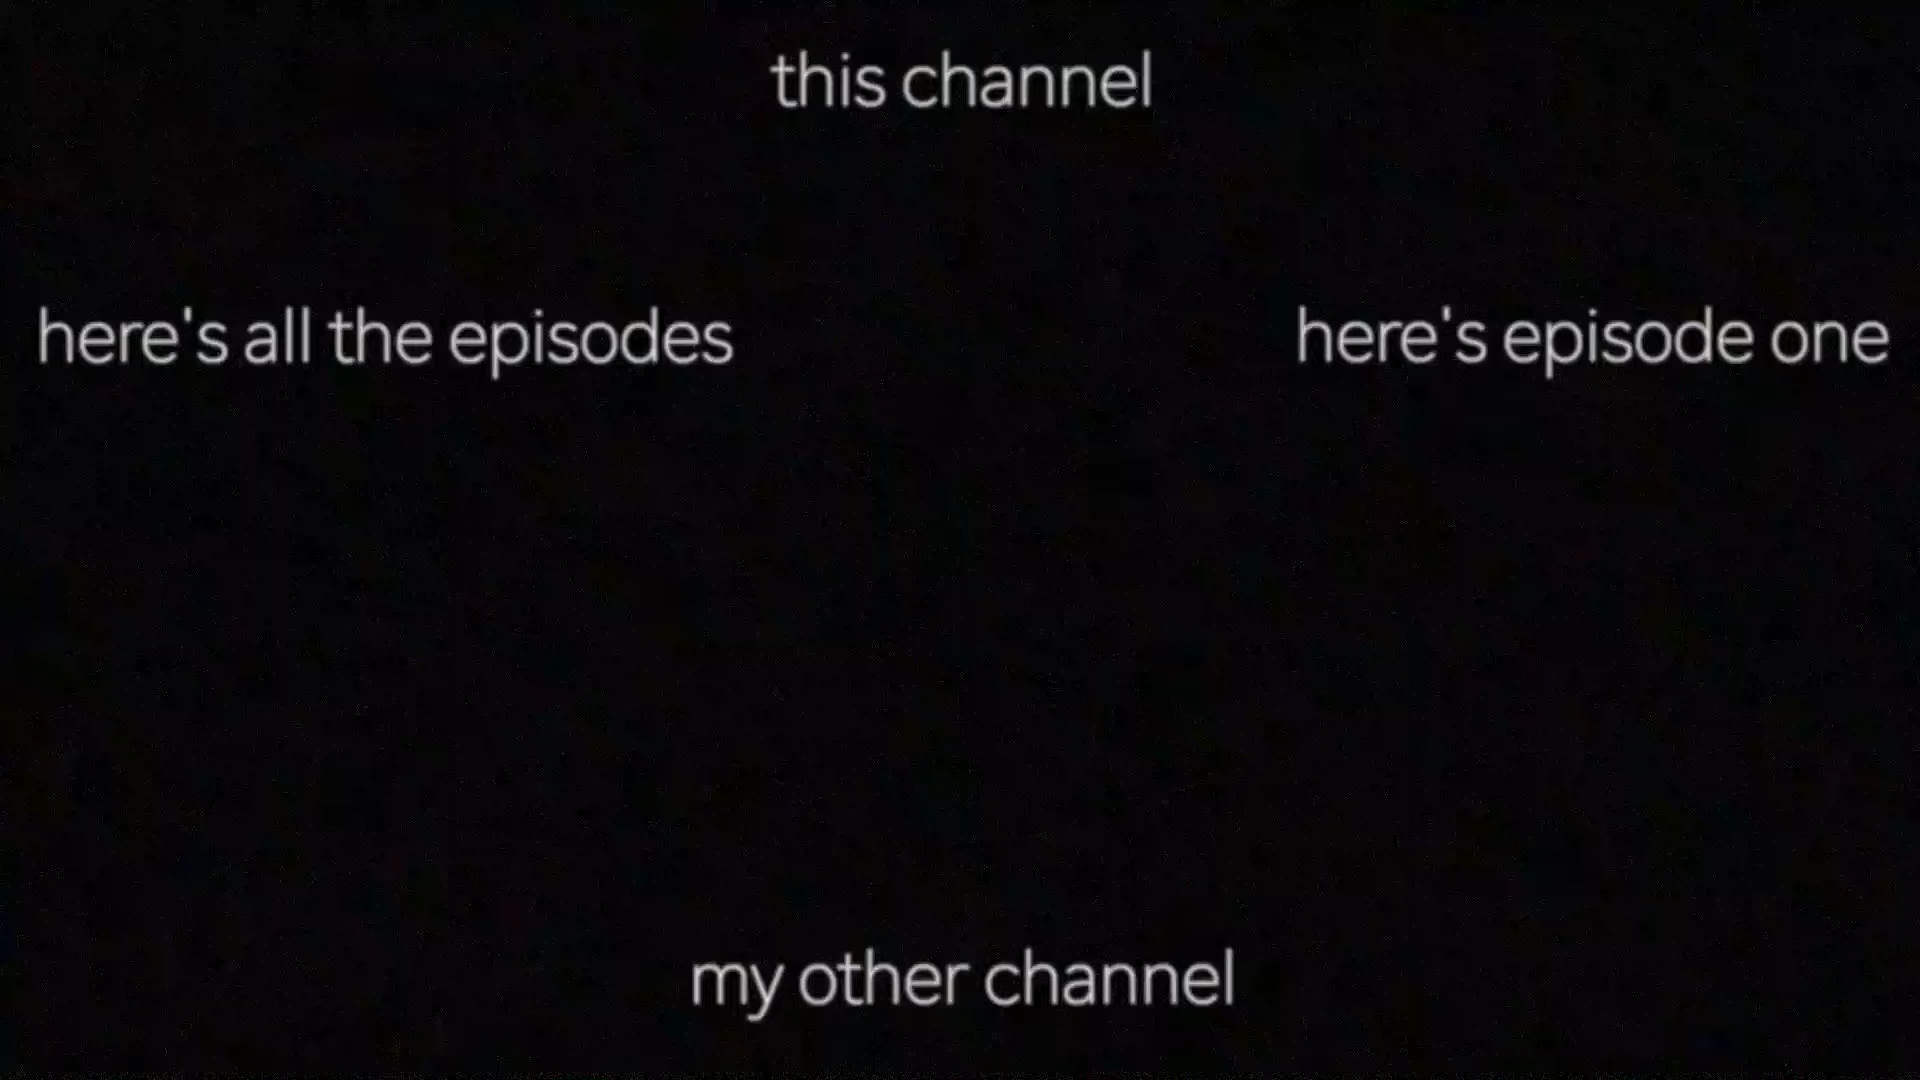 this channel
here's all the episodes
here's episode one
my other channel